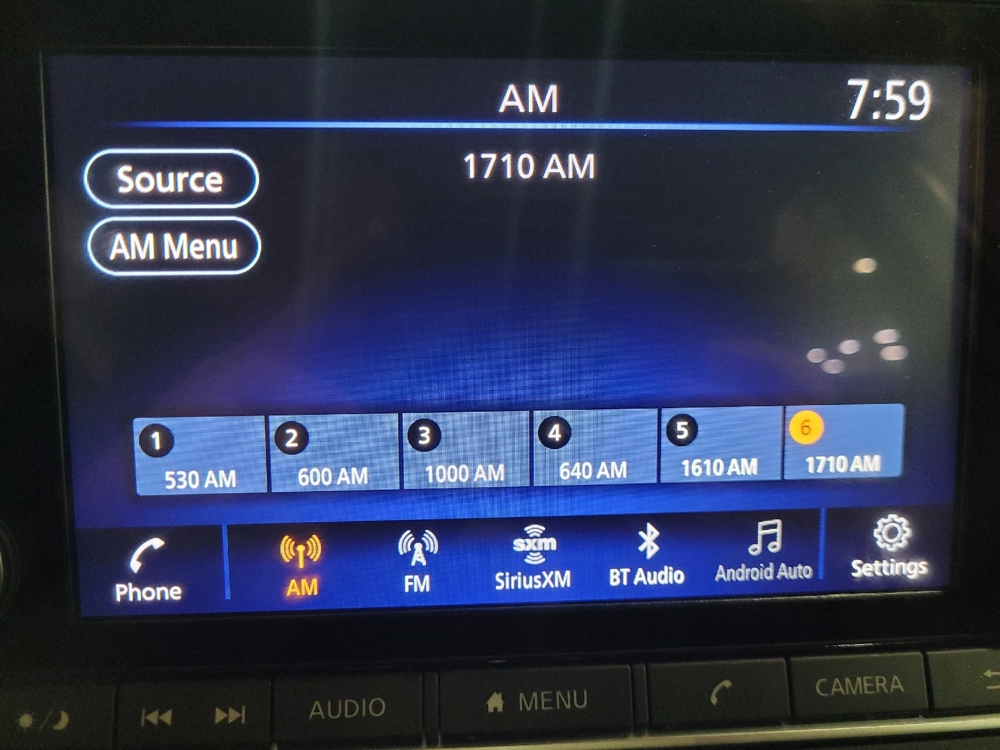 AM
7:59
1710 AM
Source
AM Menu
1
2
3
4
5
6
530 AM
600 AM
1000 AM
640 AM
1610 AM
1710 AM
Phone
AM
FM
sxm
SiriusXM
BT Audio
Android Auto
Settings
AUDIO
MENU
CAMERA